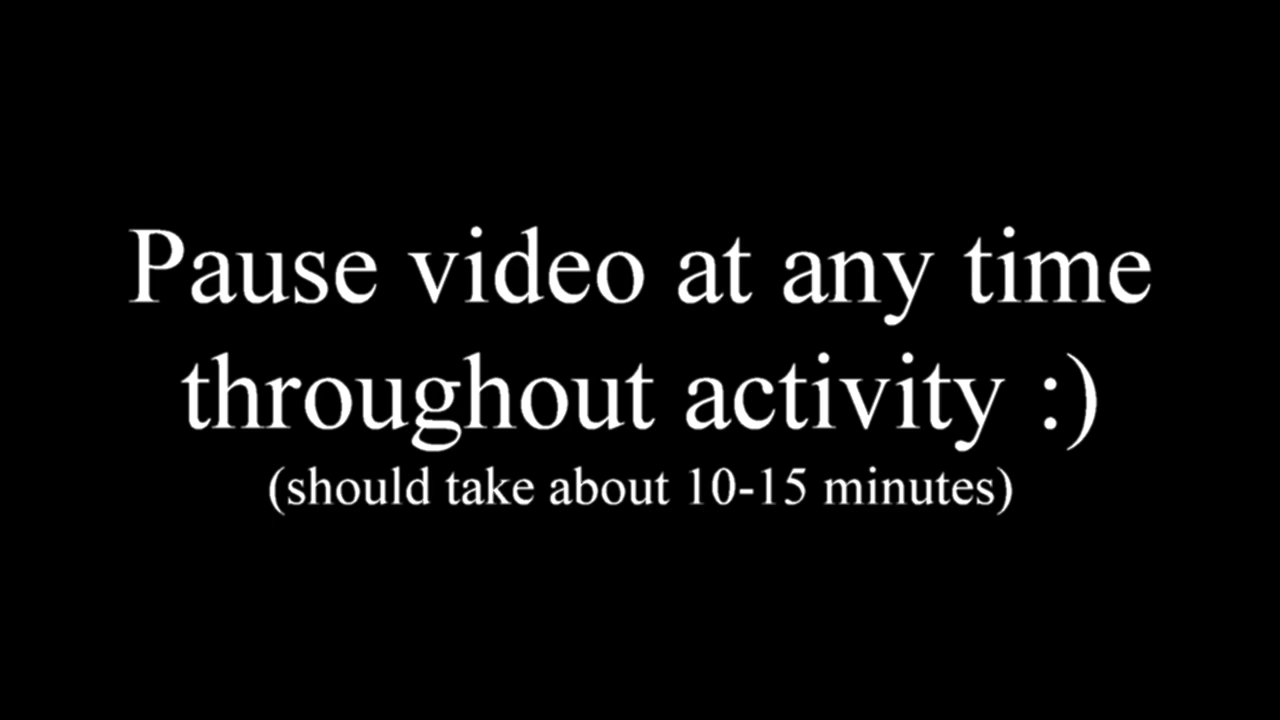 Pause video at any time
throughout activity :)
(should take about 10-15 minutes)